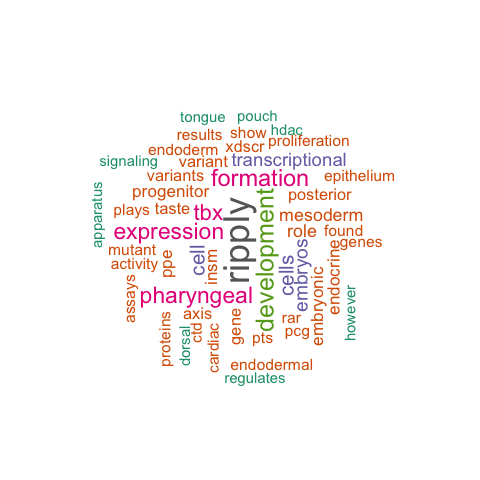 tongue
pouch
hdac
results
show
proliferation
endoderm
xdscr
signaling
variant
transcriptional
variants
formation
epithelium
progenitor
posterior
apparatus
plays
taste
tbx
mesoderm
expression
ripply
development
role
found
mutant
genes
activity
ppe
cell
insm
cells
embryos
endocrine
pharyngeal
assays
axis
rar
embryonic
however
proteins
dorsal
ctd
cardiac
gene
pts
pcg
endodermal
regulates